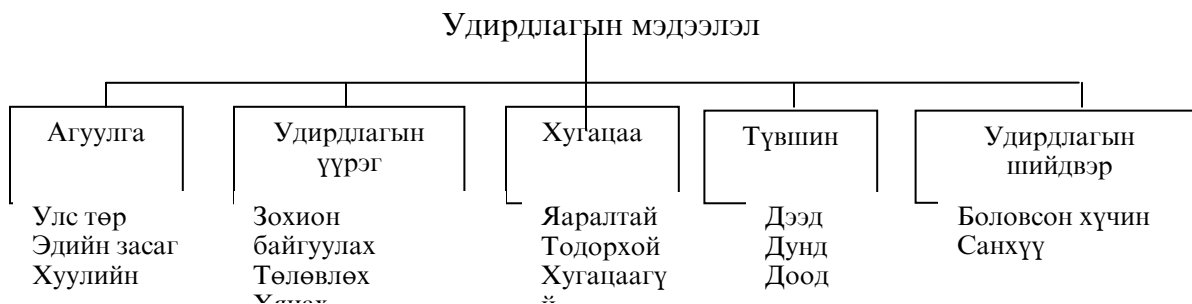 Удирдлагын мэдээлэл
Агуулга
Улс төр
Эдийн засаг
Хуулийн
Удирдлагын
үүрэг
Зохион
байгуулах
Төлөвлөх
Хугацаа
Яаралтай
Тодорхой
Хугацаагү
й
Түвшин
Дээд
Дунд
Доод
Удирдлагын
шийдвэр
Боловсон хүчин
Санхүү